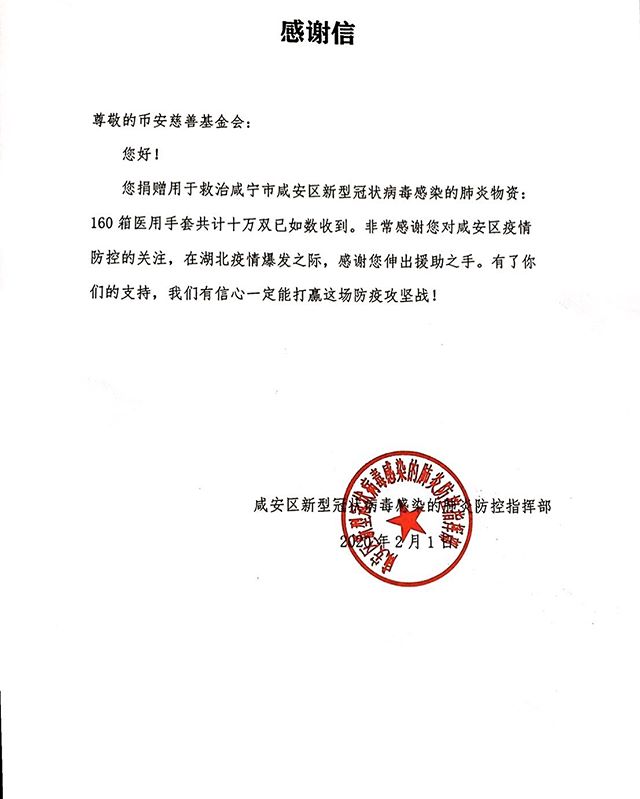 感谢信
尊敬的币安慈善基金会：
您好！
您捐赠用于救治咸宁市咸安区新型冠状病毒感染的肺炎物资：
160 箱医用手套共计十万双已如数收到。非常感谢您对咸安区疫情
防控的关注，在湖北疫情爆发之际，感谢您伸出援助之手。有了你
们的支持，我们有信心一定能打赢这场防疫攻坚战！
咸安区新型冠状病毒感染的肺炎防控指挥部
2020 年 2 月 1 日
咸安区新型冠状病毒感染的肺炎防控指挥部